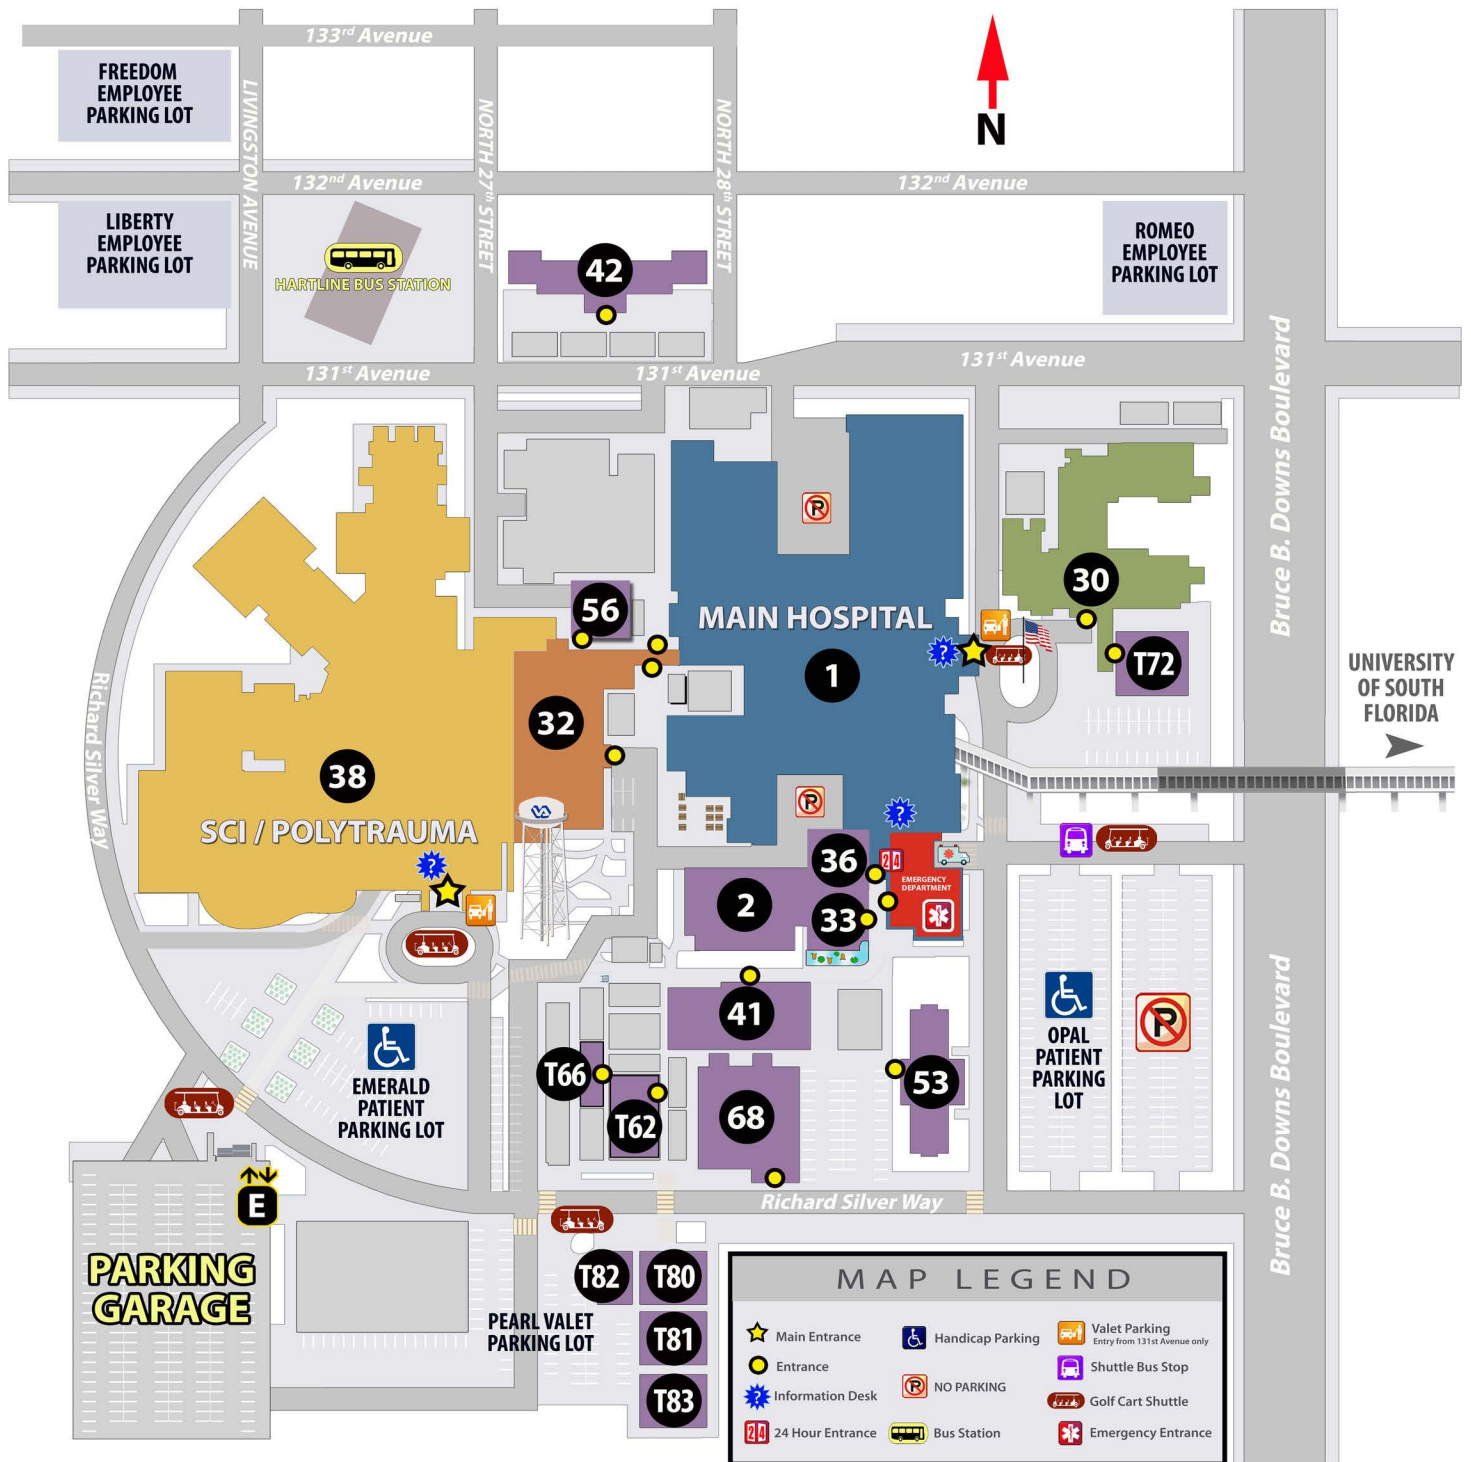 133rd Avenue
FREEDOM
EMPLOYEE
PARKING LOT
LIVINGSTON AVENUE
NORTH 27th STREET
NORTH 28th STREET
N
132nd Avenue
132nd Avenue
LIBERTY
EMPLOYEE
PARKING LOT
HARTLINE BUS STATION
42
ROMEO
EMPLOYEE
PARKING LOT
131st Avenue
131st Avenue
131st Avenue
Bruce B. Downs Boulevard
P
30
56
MAIN HOSPITAL
?
T72
1
UNIVERSITY
OF SOUTH
FLORIDA
Richard Silver Way
32
38
SCI / POLYTRAUMA
VA
P
?
?
36
24
EMERGENCY
DEPARTMENT
2
33
41
OPAL
PATIENT
PARKING
LOT
P
Bruce B. Downs Boulevard
EMERALD
PATIENT
PARKING LOT
T66
T62
68
53
E
Richard Silver Way
PARKING
GARAGE
T82
T80
PEARL VALET
PARKING LOT
T81
T83
MAP LEGEND
Main Entrance
Handicap Parking
Valet Parking
Entry from 131st Avenue only
Entrance
Shuttle Bus Stop
? Information Desk
P NO PARKING
Golf Cart Shuttle
24 24 Hour Entrance
Bus Station
Emergency Entrance